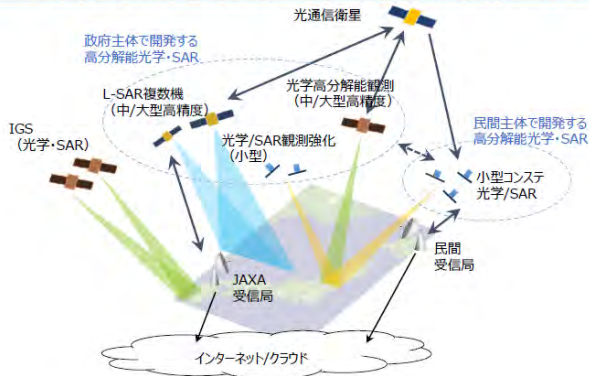 光通信衛星
政府主体で開発する
高分解能光学・SAR
L-SAR複数機
（中/大型高精度）
光学高分解能観測
（中/大型高精度）
民間主体で開発する
高分解能光学・SAR
IGS
（光学・SAR）
光学/SAR観測強化
（小型）
小型コンステ
光学/SAR
JAXA
受信局
民間
受信局
インターネット/クラウド